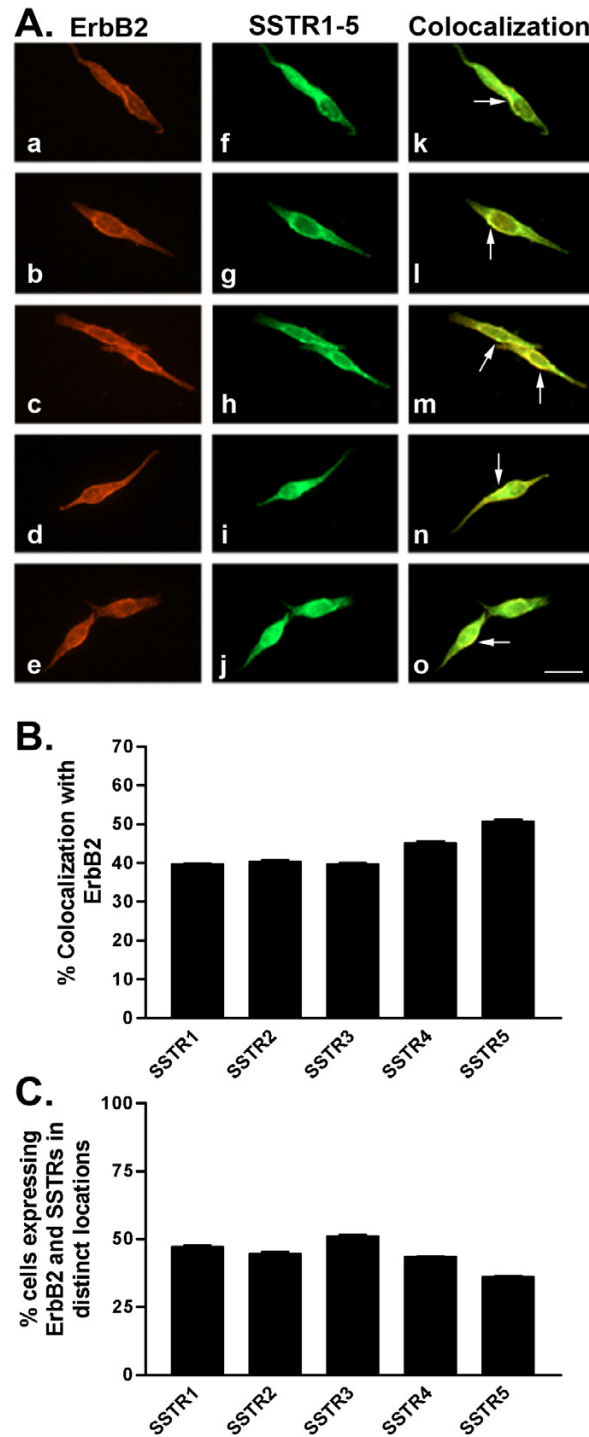 A. ErbB2 SSTR1-5 Colocalization
a f k
b g l
c h m
d i n
e j o
B.
% Colocalization with
ErbB2
70
60
50
40
30
20
10
0
SSTR1 SSTR2 SSTR3 SSTR4 SSTR5
C.
% cells expressing
ErbB2 and SSTRs in
distinct locations
100
75
50
25
0
SSTR1 SSTR2 SSTR3 SSTR4 SSTR5